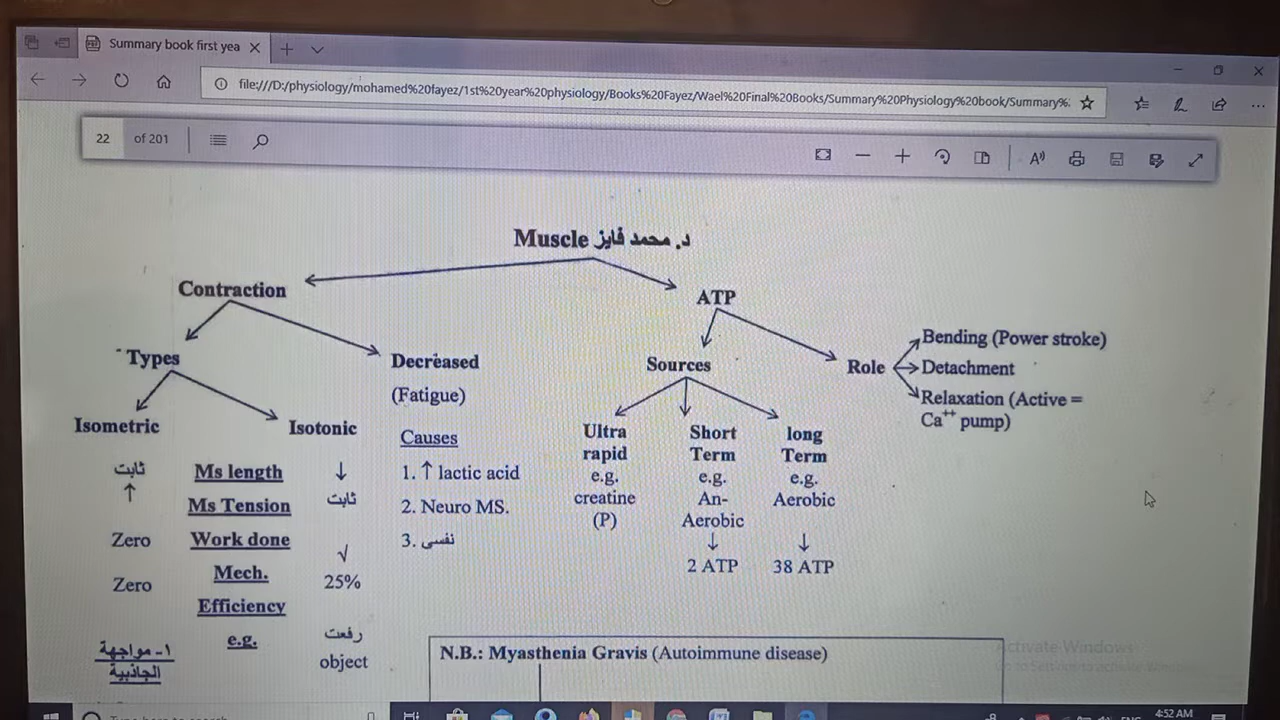 Summary book first yea
file:///D:/physiology/mohamed%20fayez/1st%20year%20physiology/Books%20Fayez/Wael%20Final%20Books/Summary%20Physiology%20book/Summary%
22 of 201
Muscle د. محمد فايز
Contraction
ATP
Types
Decreased
(Fatigue)
Sources
Role
Bending (Power stroke)
Detachment
Relaxation (Active =
Ca++ pump)
Isometric
Isotonic
Causes
1. ↑ lactic acid
2. Neuro MS.
3. نفسى
Ultra
rapid
e.g.
creatine
(P)
Short
Term
e.g.
An-
Aerobic
↓
2 ATP
long
Term
e.g.
Aerobic
↓
38 ATP
ثابت Ms length ↓
↑ Ms Tension ثابت
Zero Work done √
Zero Mech. 25%
Efficiency
١- مواجهة e.g. رفعت
الجاذبية object
N.B.: Myasthenia Gravis (Autoimmune disease)
Activate Windows
4:52 AM